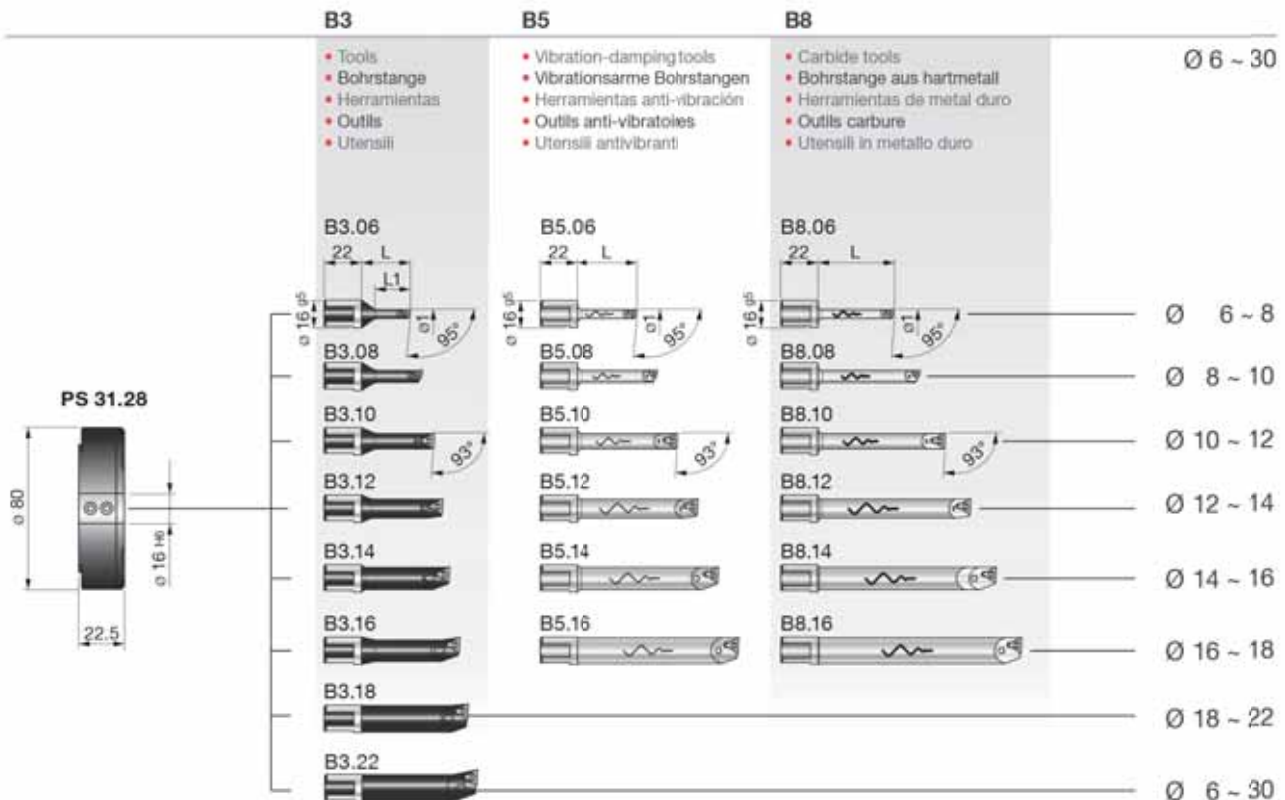 B3 B5 B8
• Tools
• Bohrstange
• Herramientas
• Outils
• Utensili
• Vibration-damping tools
• Vibrationsarme Bohrstangen
• Herramientas anti-vibración
• Outils anti-vibratoires
• Utensili antivibranti
• Carbide tools
• Bohrstange aus hartmetall
• Herramientas de metal duro
• Outils carbure
• Utensili in metallo duro
Ø 6 ~ 30
B3.06 B5.06 B8.06
22 L 22 L 22 L
L1
ø 16 g5 ø1 95° ø 16 g5 ø1 95° ø 16 g5 ø1 95° Ø 6 ~ 8
B3.08 B5.08 B8.08
Ø 8 ~ 10
PS 31.28
B3.10 B5.10 B8.10
93° 93° 93° Ø 10 ~ 12
B3.12 B5.12 B8.12
ø 80 Ø 12 ~ 14
ø 16 H6
B3.14 B5.14 B8.14
Ø 14 ~ 16
22.5
B3.16 B5.16 B8.16
Ø 16 ~ 18
B3.18
Ø 18 ~ 22
B3.22
Ø 6 ~ 30